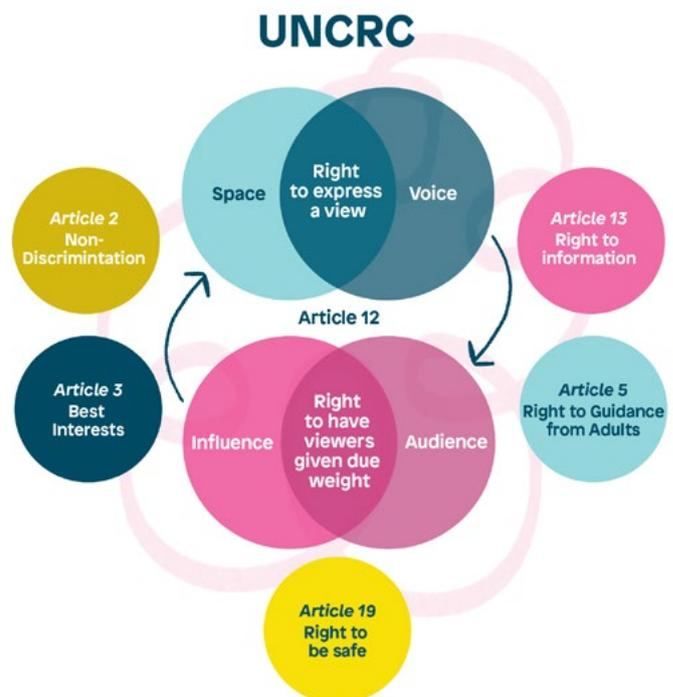 UNCRC
Space
Right
to express
a view
Voice
Article 2
Non-
Discrimintation
Article 13
Right to
information
Article 12
Article 3
Best
Interests
Influence
Right
to have
viewers
given due
weight
Audience
Article 5
Right to Guidance
from Adults
Article 19
Right to
be safe